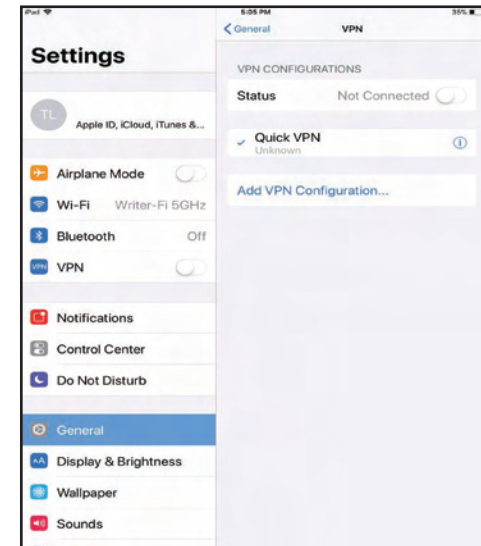 iPad
5:05 PM
35%
Settings
TL
Apple ID, iCloud, iTunes &...
Airplane Mode
Wi-Fi Writer-Fi 5GHz
Bluetooth Off
VPN VPN
Notifications
Control Center
Do Not Disturb
General
AA Display & Brightness
Wallpaper
Sounds
General
VPN
VPN CONFIGURATIONS
Status Not Connected
Quick VPN
Unknown
Add VPN Configuration...